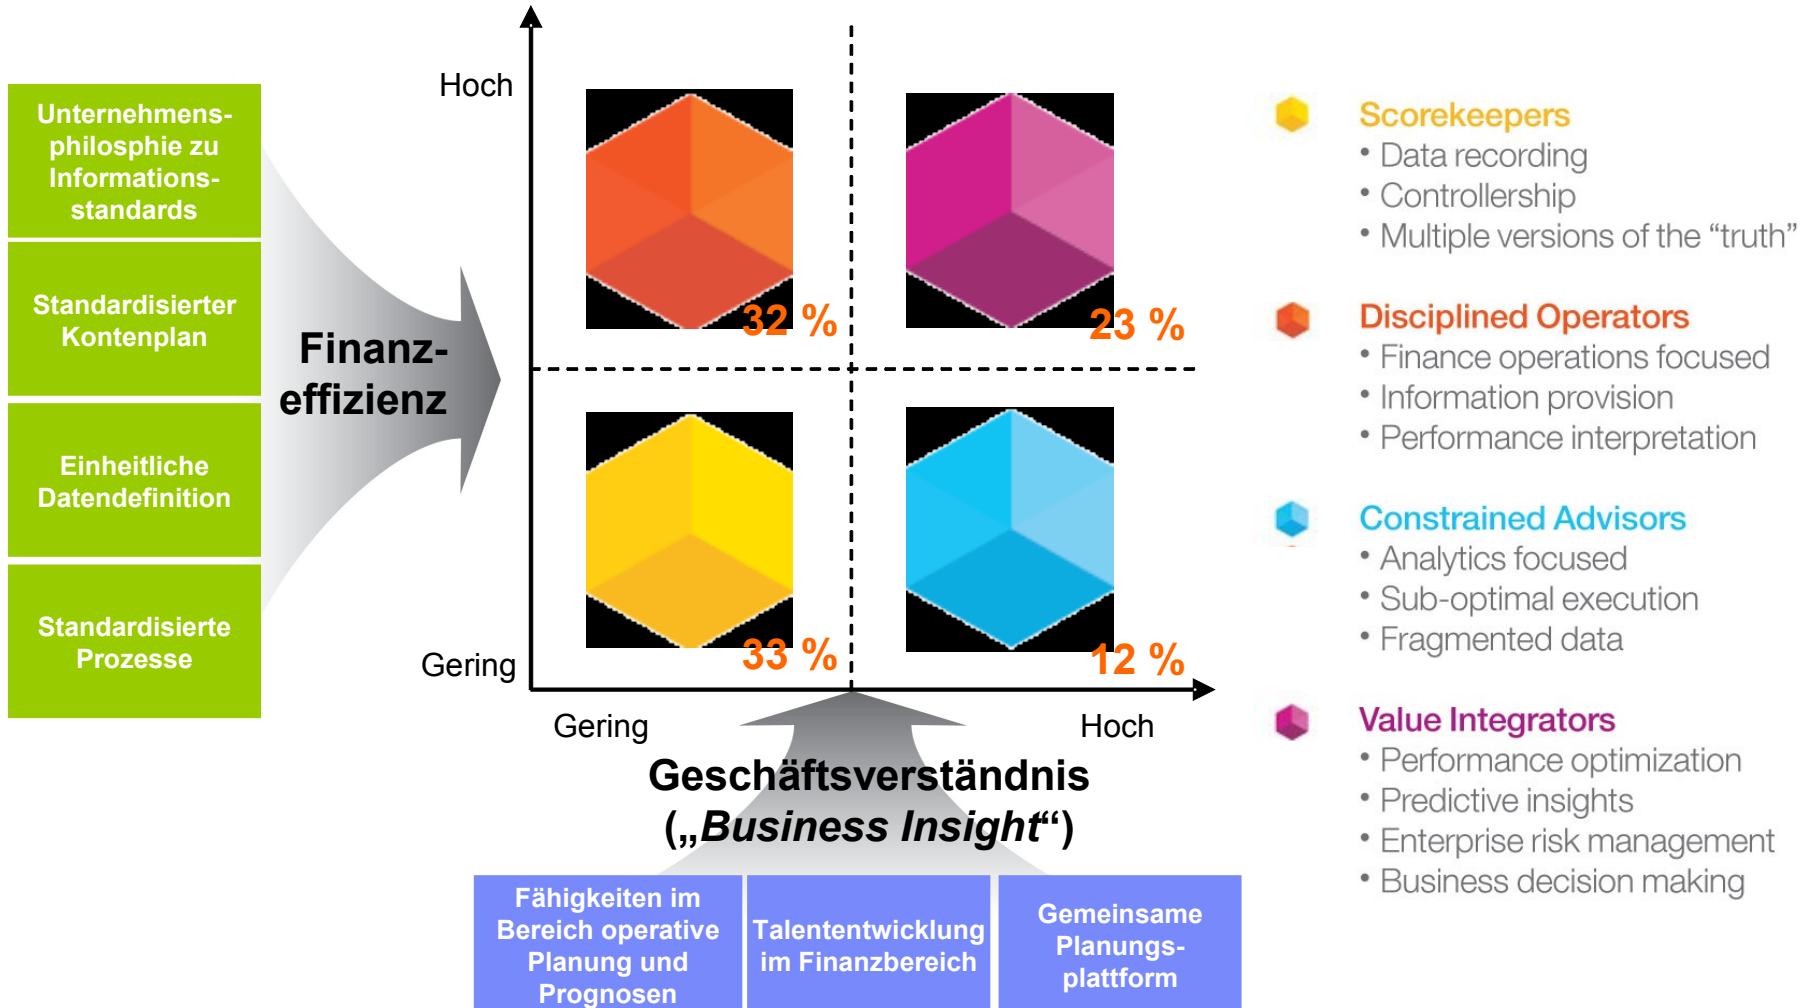 Unternehmens-
philosphie zu
Informations-
standards
Standardisierter
Kontenplan
Einheitliche
Datendefinition
Standardisierte
Prozesse
Finanz-
effizienz
Hoch
Gering
32 %
23 %
33 %
12 %
Gering
Hoch
Geschäftsverständnis
(„Business Insight“)
Fähigkeiten im
Bereich operative
Planung und
Prognosen
Talententwicklung
im Finanzbereich
Gemeinsame
Planungs-
plattform
Scorekeepers
• Data recording
• Controllership
• Multiple versions of the “truth”
Disciplined Operators
• Finance operations focused
• Information provision
• Performance interpretation
Constrained Advisors
• Analytics focused
• Sub-optimal execution
• Fragmented data
Value Integrators
• Performance optimization
• Predictive insights
• Enterprise risk management
• Business decision making